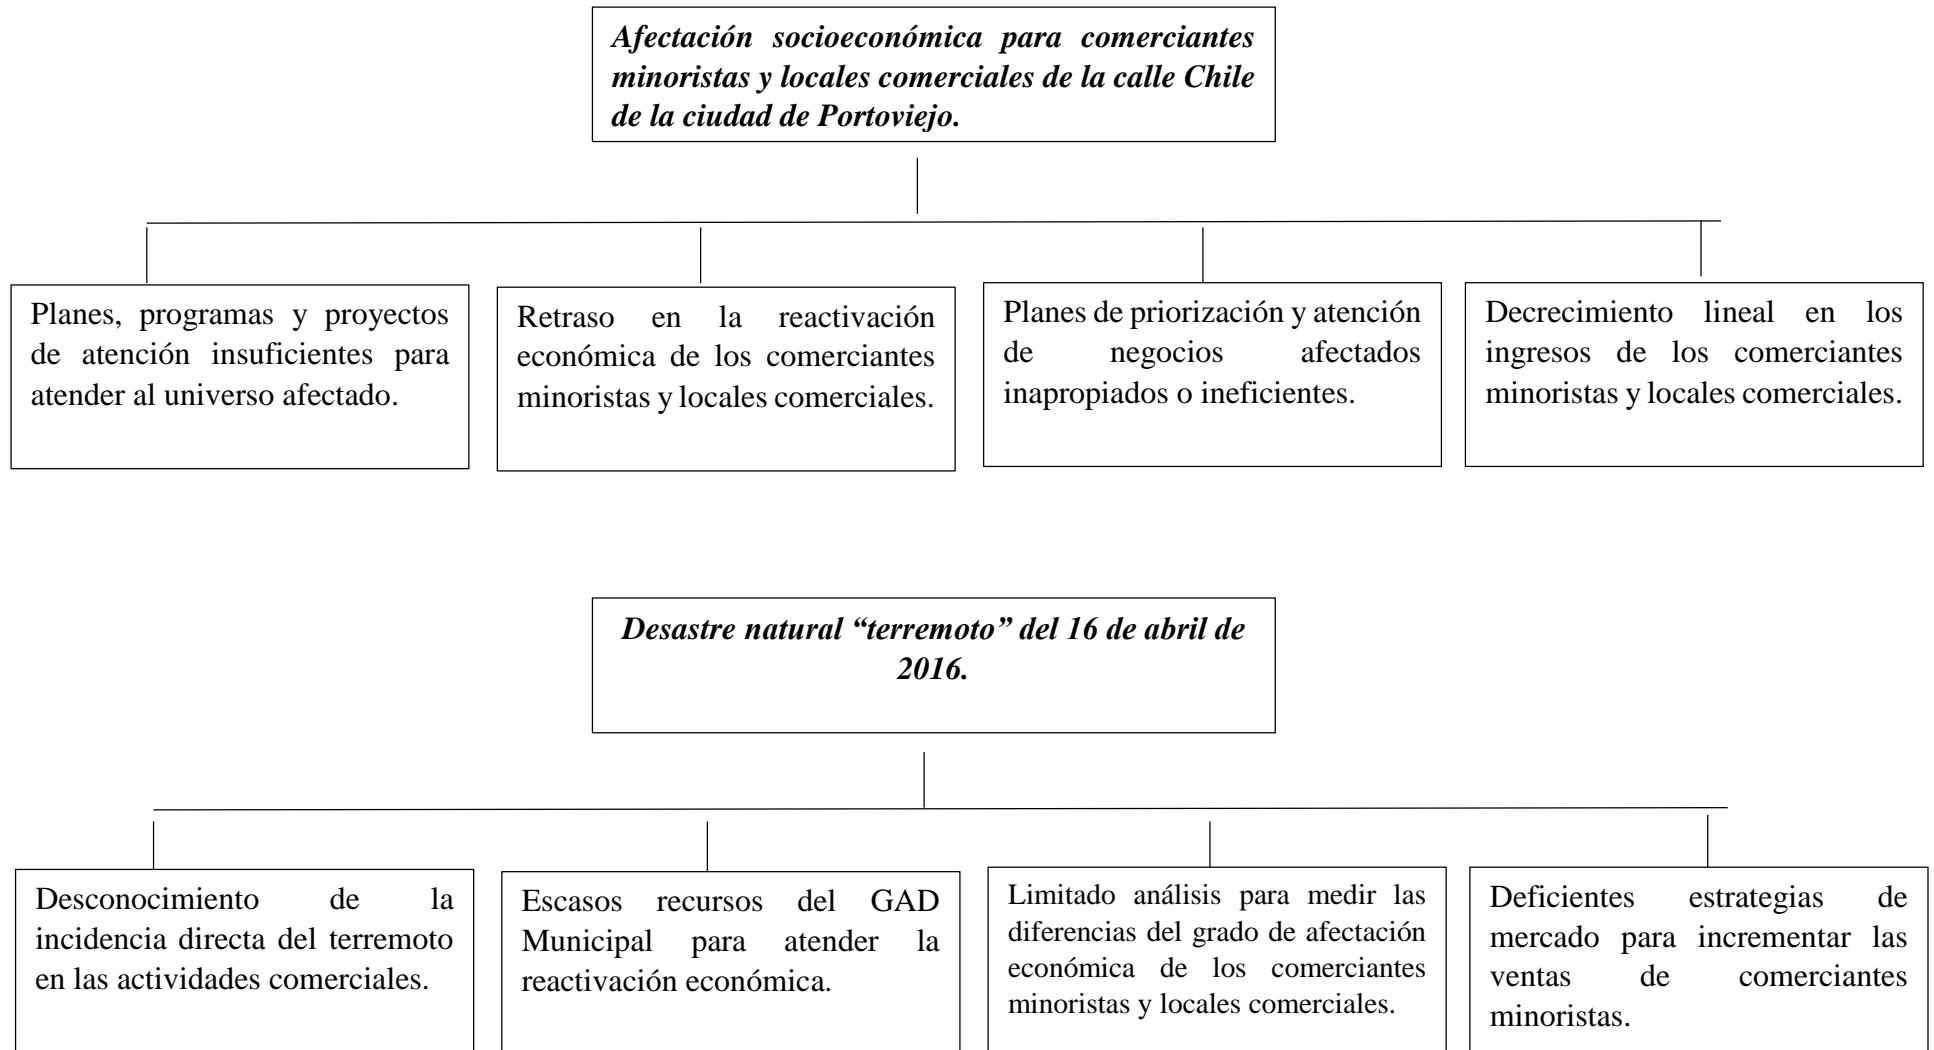 Afectación socioeconómica para comerciantes
minoristas y locales comerciales de la calle Chile
de la ciudad de Portoviejo.
Planes, programas y proyectos
de atención insuficientes para
atender al universo afectado.
Retraso en la reactivación
económica de los comerciantes
minoristas y locales comerciales.
Planes de priorización y atención
de negocios afectados
inapropiados o ineficientes.
Decrecimiento lineal en los
ingresos de los comerciantes
minoristas y locales comerciales.
Desastre natural “terremoto” del 16 de abril de
2016.
Desconocimiento de la
incidencia directa del terremoto
en las actividades comerciales.
Escasos recursos del GAD
Municipal para atender la
reactivación económica.
Limitado análisis para medir las
diferencias del grado de afectación
económica de los comerciantes
minoristas y locales comerciales.
Deficientes estrategias de
mercado para incrementar las
ventas de comerciantes
minoristas.